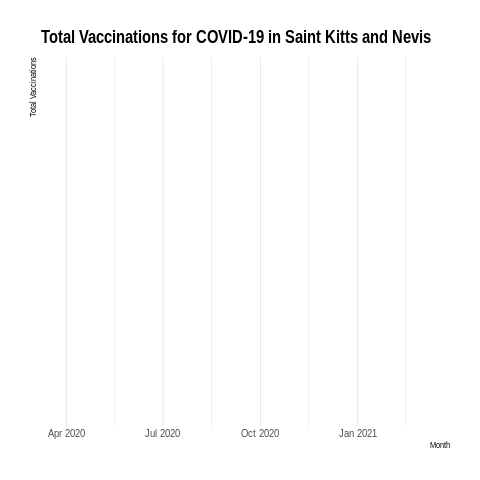 Total Vaccinations for COVID-19 in Saint Kitts and Nevis
Total Vaccinations
Apr 2020
Jul 2020
Oct 2020
Jan 2021
Month